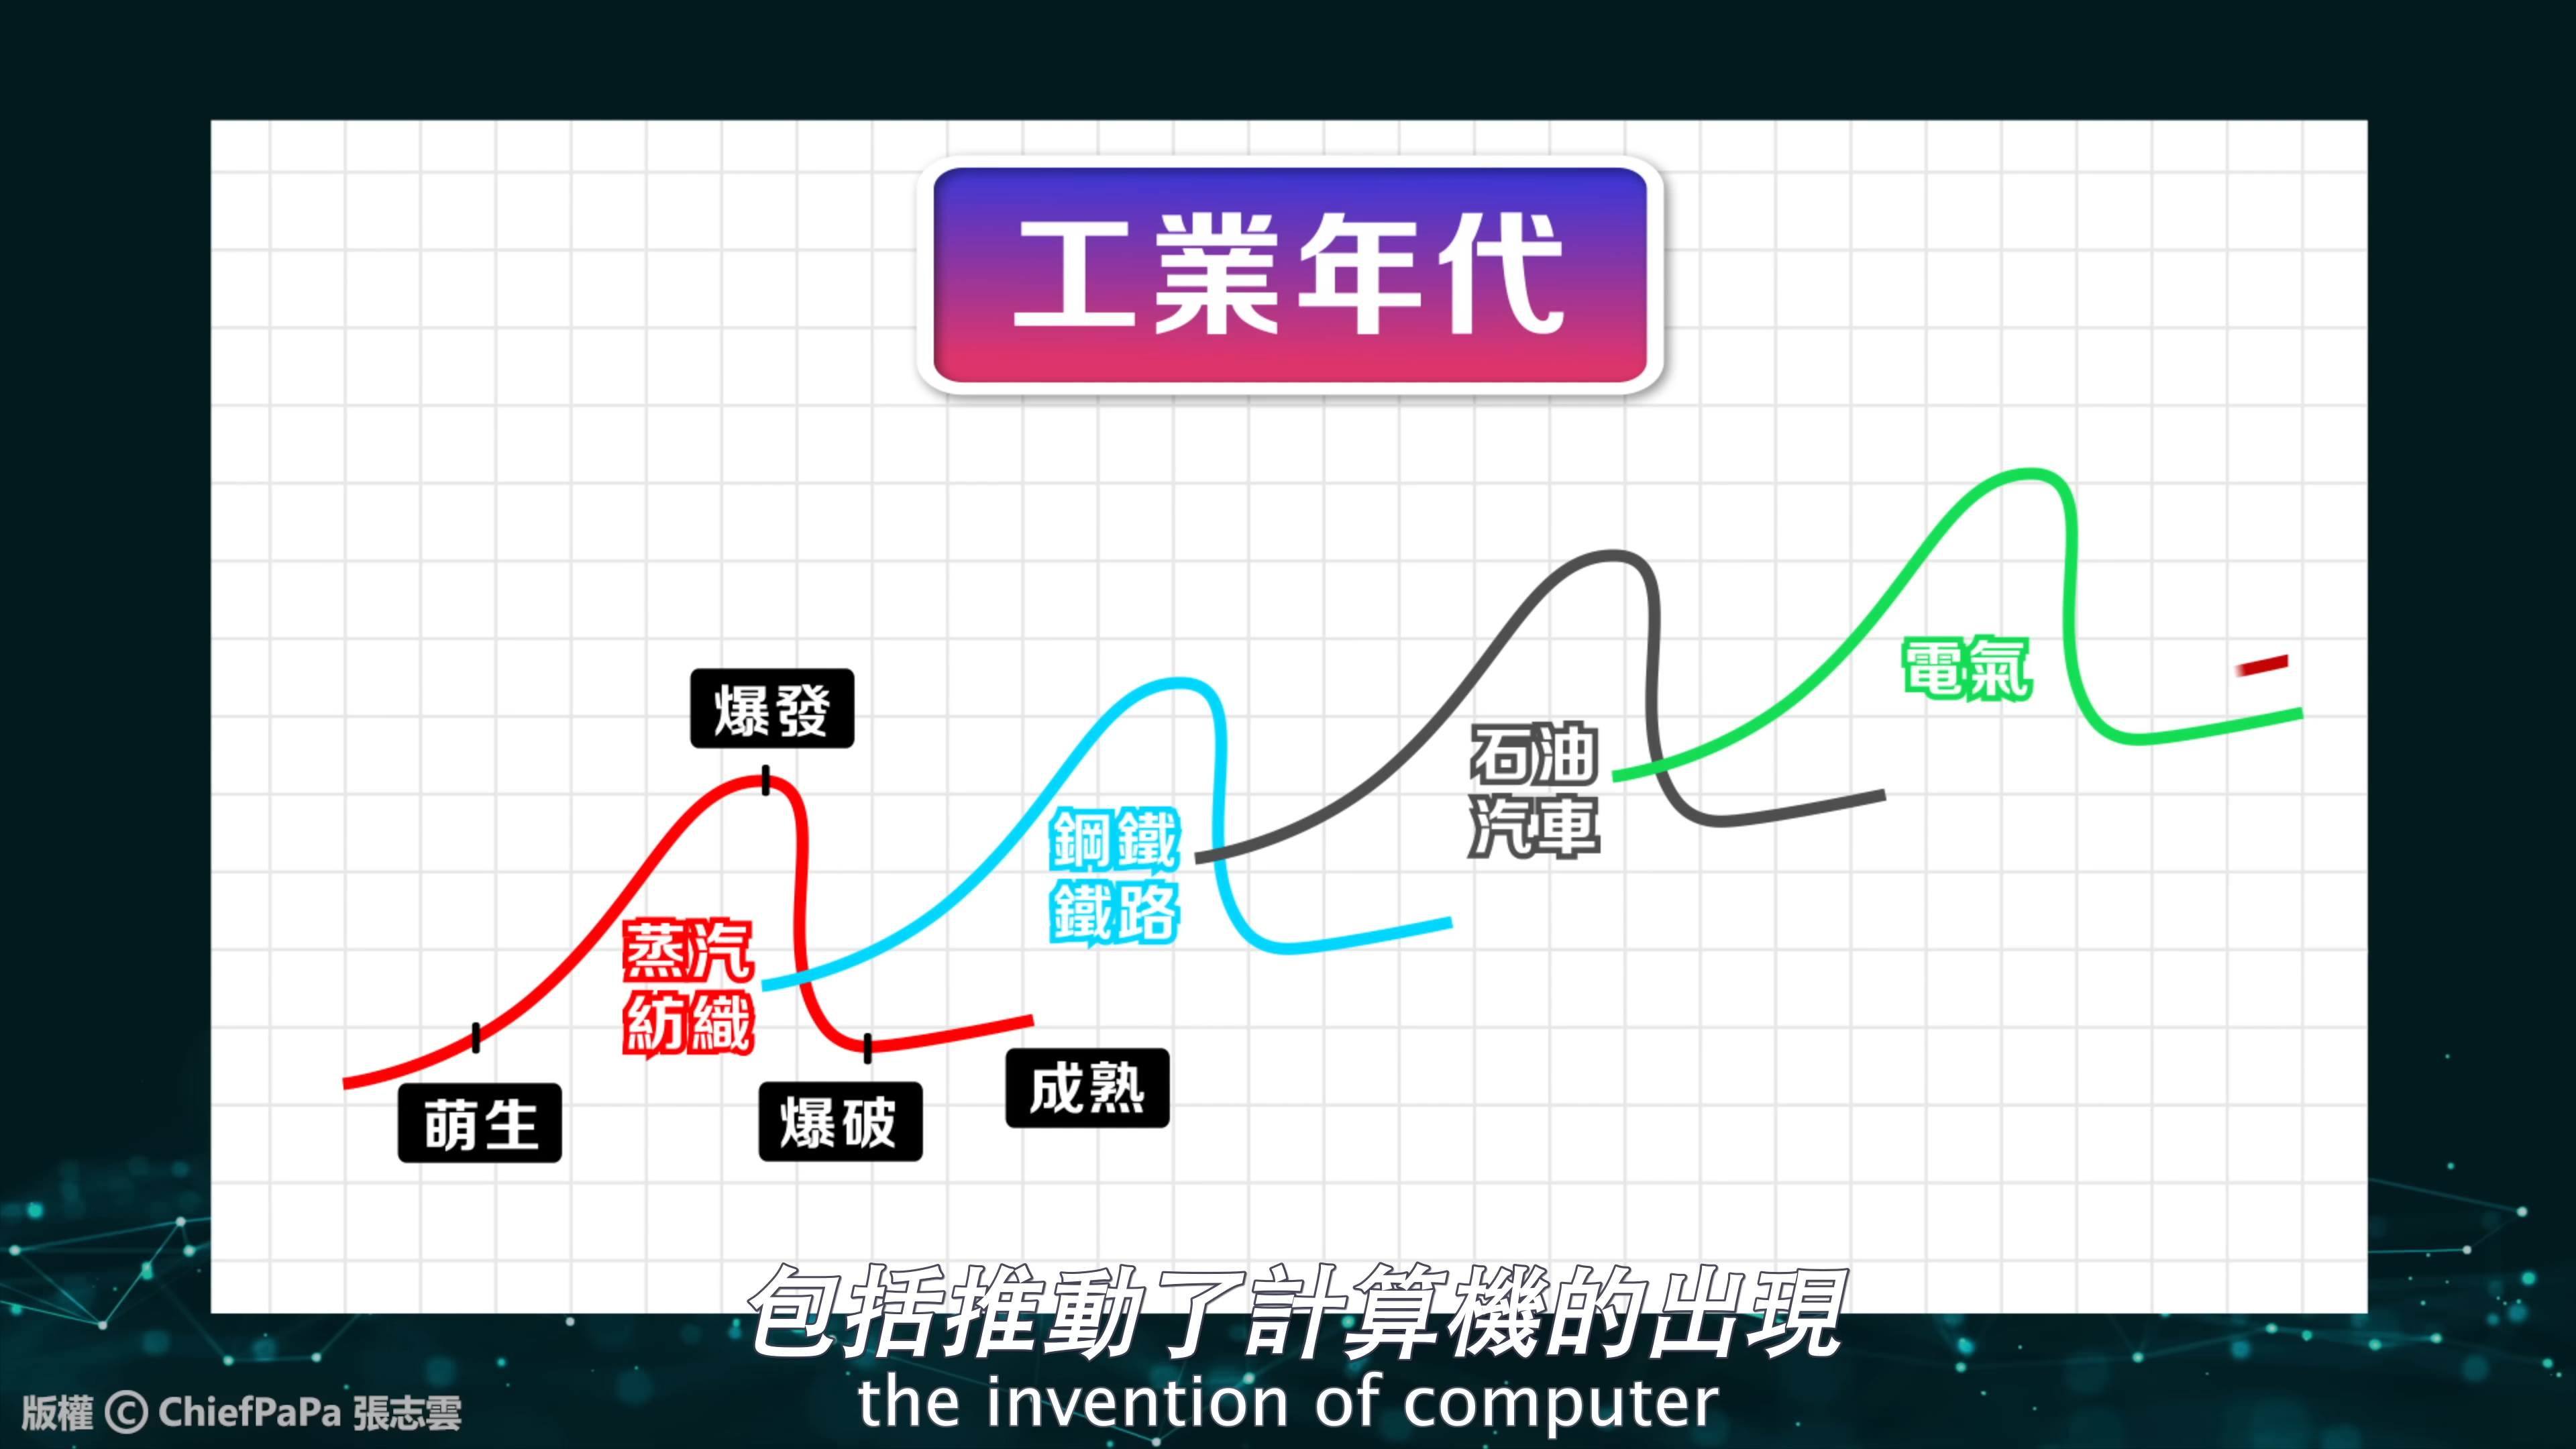 工業年代
電氣
爆發
石油
汽車
鋼鐵
鐵路
蒸汽
紡織
成熟
萌生
爆破
包括推動了計算機的出現
the invention of computer
版權 © ChiefPaPa 張志雲